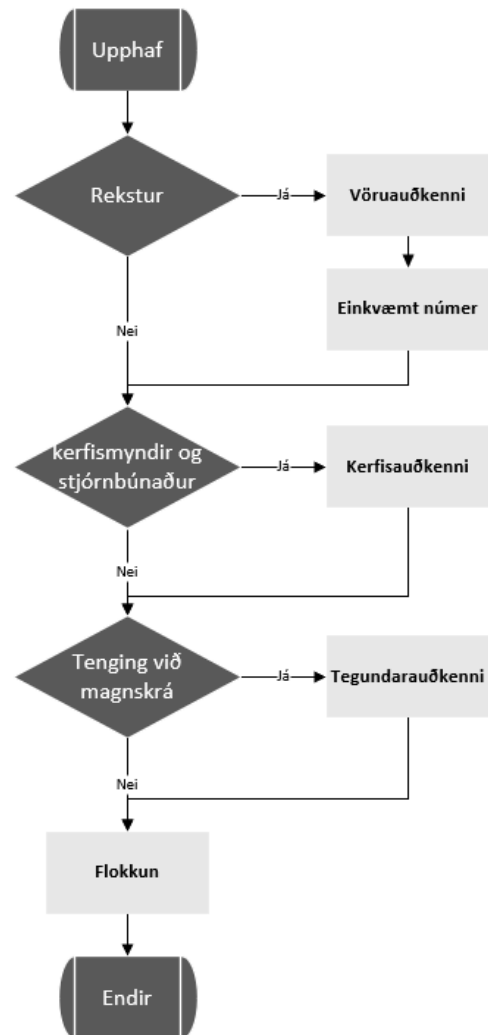 Upphaf
Rekstur
Já
Vöruauðkenni
Einkvæmt númer
Nei
kerfismyndir og
stjórnbúnaður
Já
Kerfisauðkenni
Nei
Tenging við
magnskrá
Já
Tegundarauðkenni
Nei
Flokkun
Endir